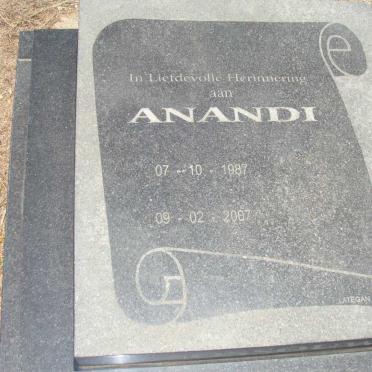 In Liefdevolle Herinnering
aan
ANANDI
07 - 10 - 1987
09 - 02 - 2007
LATEGAN